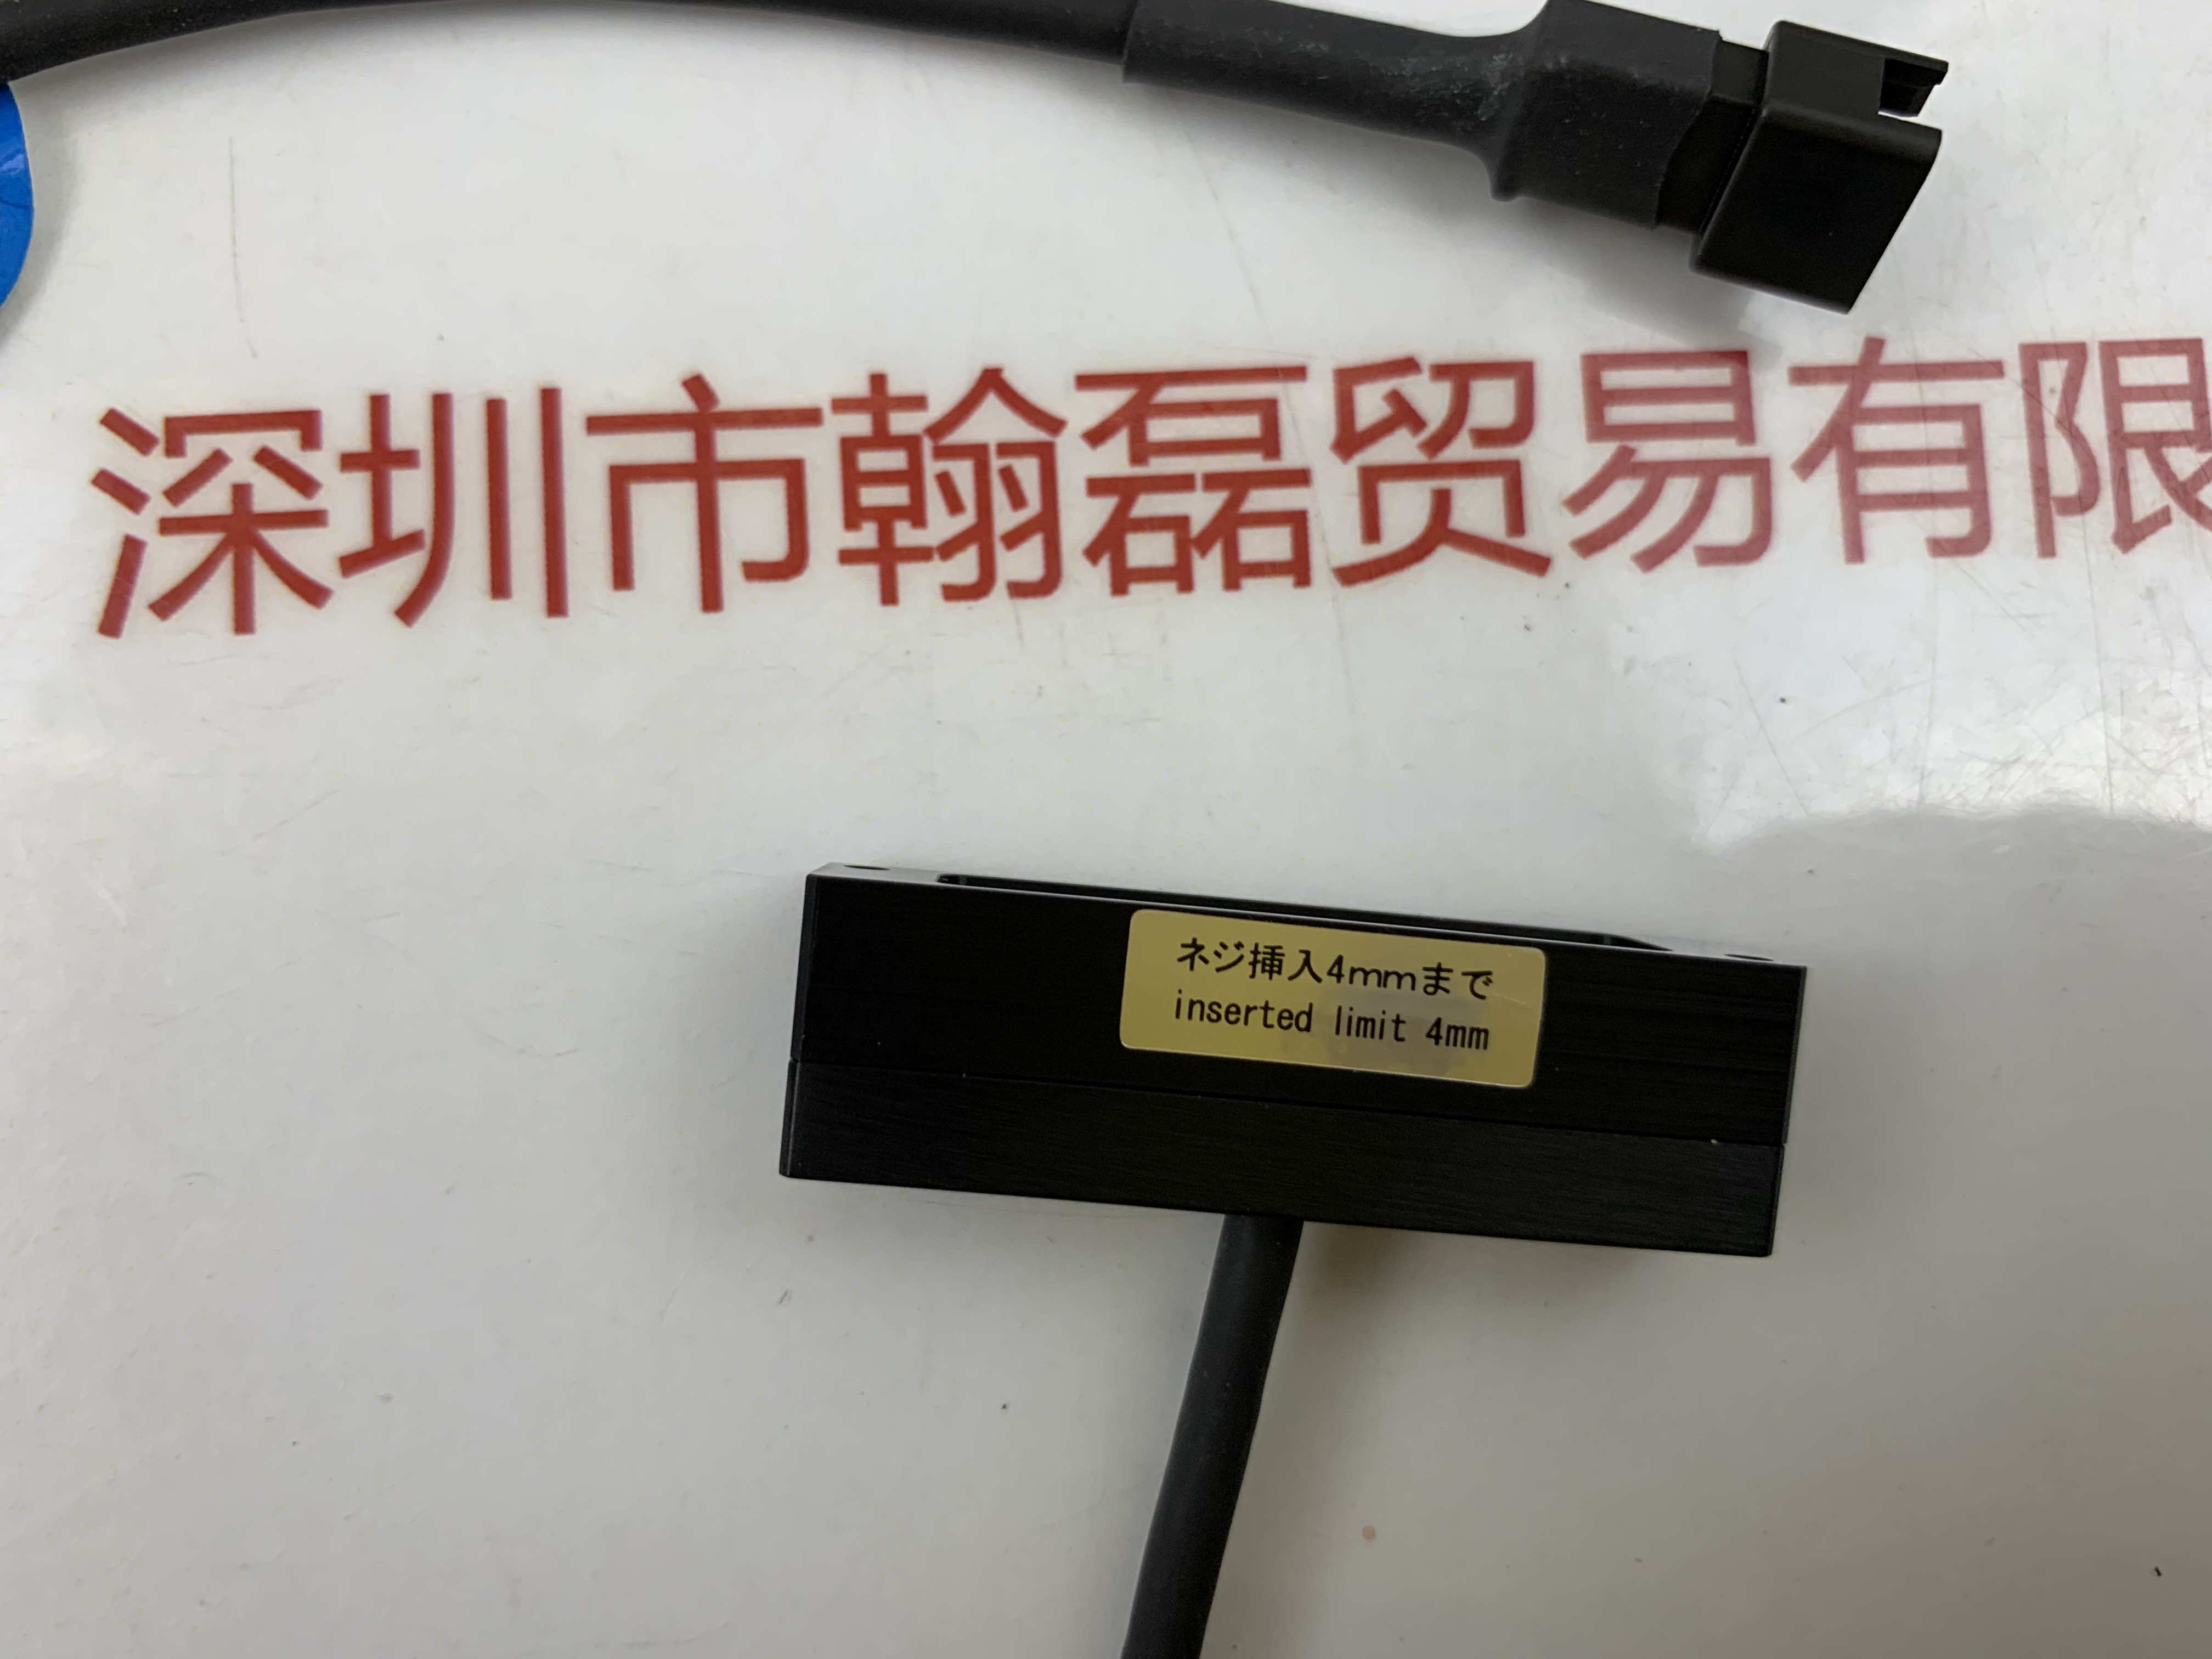 深圳市翰磊贸易有限
ネジ挿入4mmまで
inserted limit 4mm